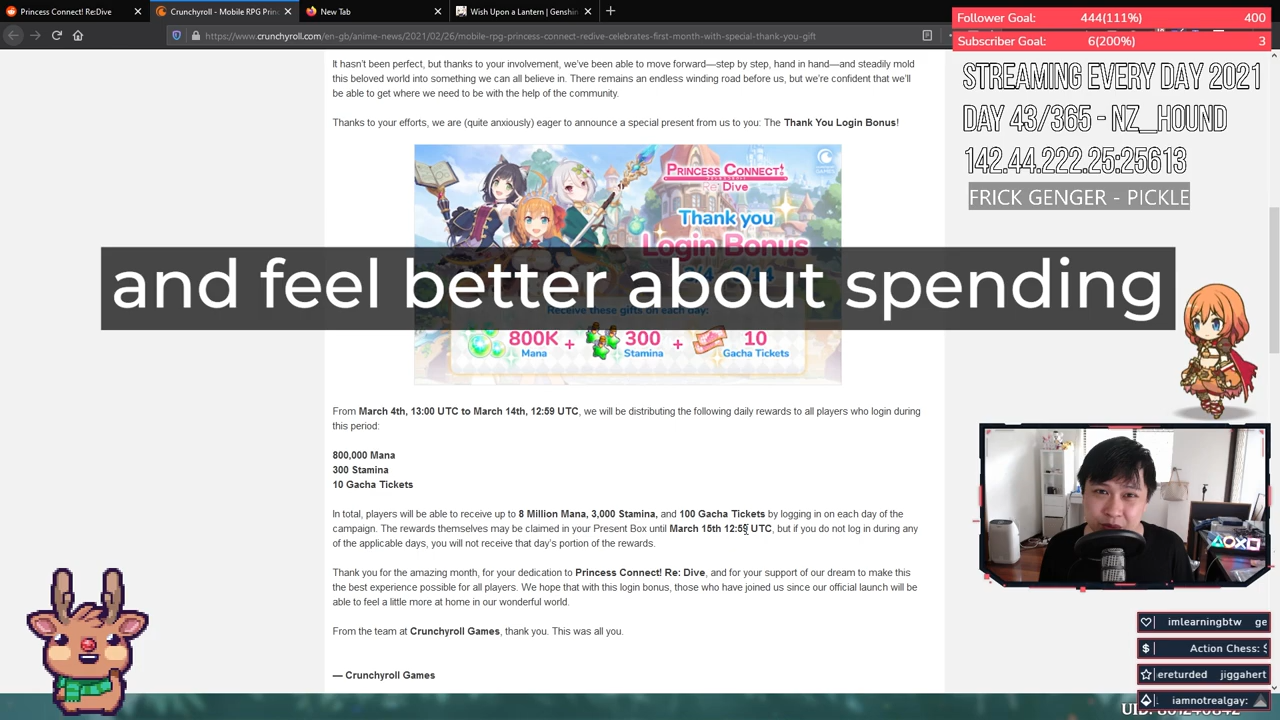 Princess Connect! Re:Dive
Crunchyroll - Mobile RPG Prin
New Tab
Wish Upon a Lantern | Genshin
https://www.crunchyroll.com/en-gb/anime-news/2021/02/26/mobile-rpg-princess-connect-redive-celebrates-first-month-with-special-thank-you-gift
Follower Goal: 444(111%) 400
Subscriber Goal: 6(200%) 3
STREAMING EVERY DAY 2021
DAY 43/365 - NZ_HOUND
142.44.222.25:25613
FRICK GENGER - PICKLE
It hasn't been perfect, but thanks to your involvement, we've been able to move forward—step by step, hand in hand—and steadily mold
this beloved world into something we can all believe in. There remains an endless winding road before us, but we're confident that we'll
be able to get where we need to be with the help of the community.
Thanks to your efforts, we are (quite anxiously) eager to announce a special present from us to you: The Thank You Login Bonus!
PRINCESS CONNECT!
Re:Dive
Thank you
Login Bonus
and feel better about spending
Receive these gifts on each day:
800K Mana + 300 Stamina + 10 Gacha Tickets
From March 4th, 13:00 UTC to March 14th, 12:59 UTC, we will be distributing the following daily rewards to all players who login during
this period:
800,000 Mana
300 Stamina
10 Gacha Tickets
In total, players will be able to receive up to 8 Million Mana, 3,000 Stamina, and 100 Gacha Tickets by logging in on each day of the
campaign. The rewards themselves may be claimed in your Present Box until March 15th 12:59 UTC, but if you do not log in during any
of the applicable days, you will not receive that day's portion of the rewards.
Thank you for the amazing month, for your dedication to Princess Connect! Re: Dive, and for your support of our dream to make this
the best experience possible for all players. We hope that with this login bonus, those who have joined us since our official launch will be
able to feel a little more at home in our wonderful world.
From the team at Crunchyroll Games, thank you. This was all you.
— Crunchyroll Games
imlearningbtw ge
Action Chess: $
ereturded jiggahert
iamnotrealgay: